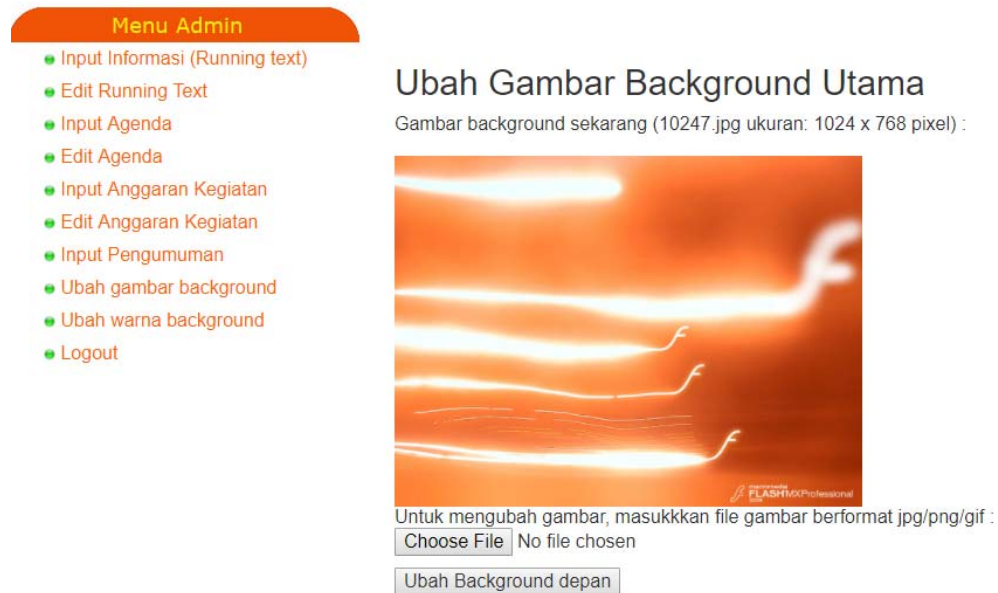 Menu Admin
Input Informasi (Running text)
Edit Running Text
Input Agenda
Edit Agenda
Input Anggaran Kegiatan
Edit Anggaran Kegiatan
Input Pengumuman
Ubah gambar background
Ubah warna background
Logout
Ubah Gambar Background Utama
Gambar background sekarang (10247.jpg ukuran: 1024 x 768 pixel) :
macromedia
FLASHMXProfessional
Untuk mengubah gambar, masukkkan file gambar berformat jpg/png/gif :
Choose File No file chosen
Ubah Background depan